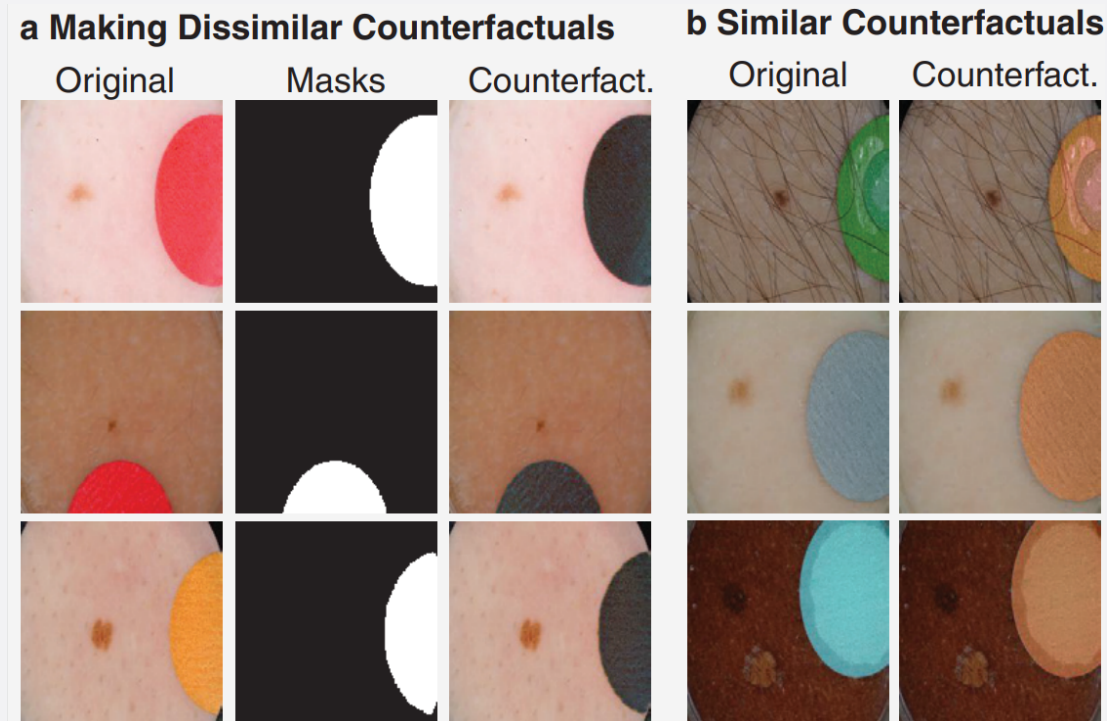 a Making Dissimilar Counterfactuals
Original Masks Counterfact.
b Similar Counterfactuals
Original Counterfact.